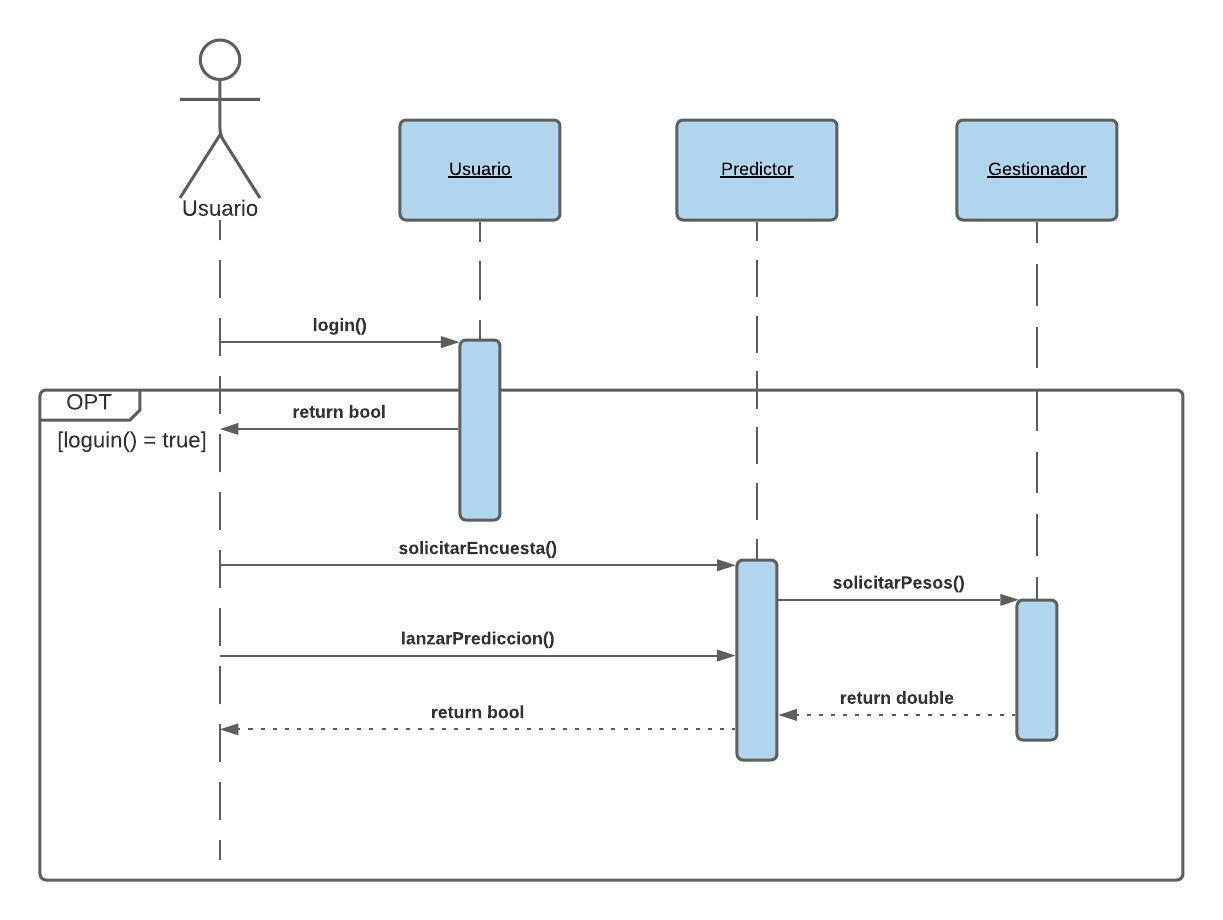 Usuario
Usuario
Predictor
Gestionador
login()
OPT
return bool
[loguin() = true]
solicitarEncuesta()
solicitarPesos()
lanzarPrediccion()
return double
return bool